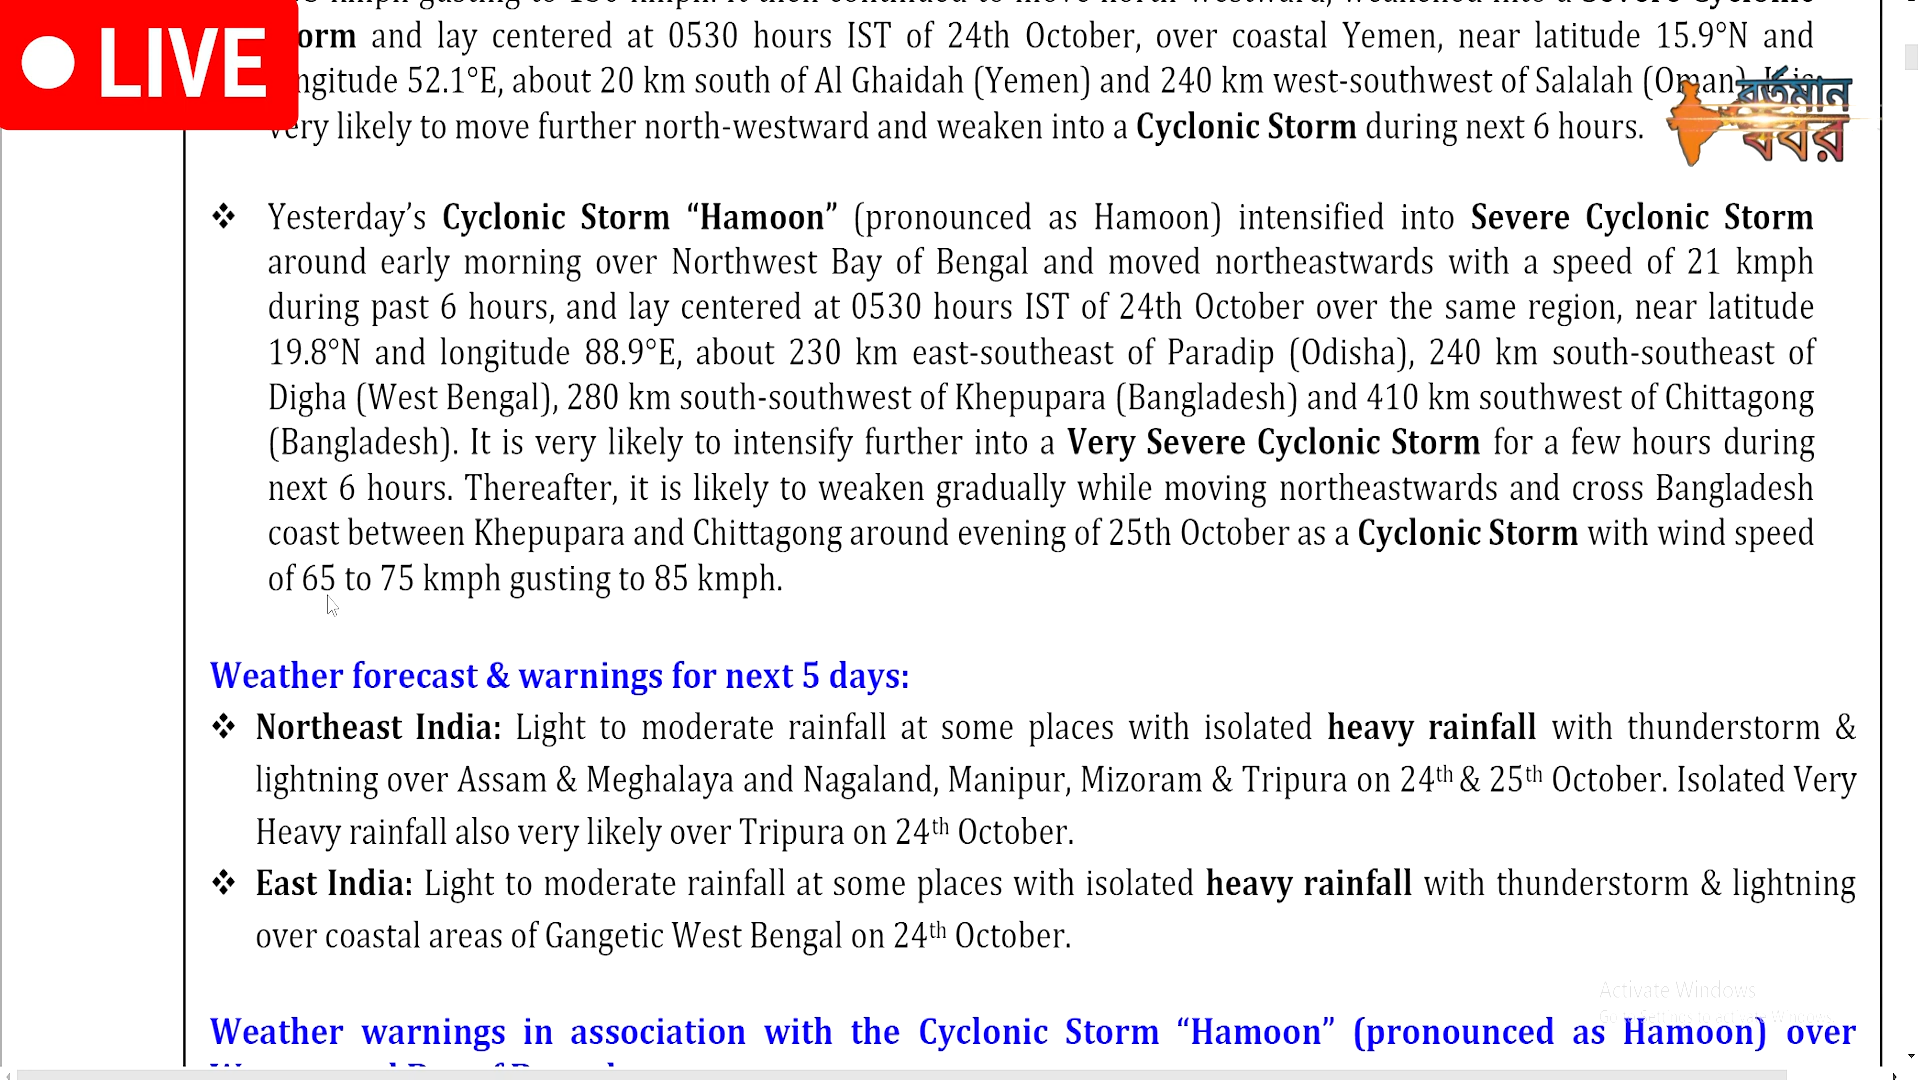 LIVE
orm and lay centered at 0530 hours IST of 24th October, over coastal Yemen, near latitude 15.9°N and
ngitude 52.1°E, about 20 km south of Al Ghaidah (Yemen) and 240 km west-southwest of Salalah (Oman). It is
very likely to move further north-westward and weaken into a Cyclonic Storm during next 6 hours.
বর্তমান
খবর
❖ Yesterday’s Cyclonic Storm “Hamoon” (pronounced as Hamoon) intensified into Severe Cyclonic Storm
around early morning over Northwest Bay of Bengal and moved northeastwards with a speed of 21 kmph
during past 6 hours, and lay centered at 0530 hours IST of 24th October over the same region, near latitude
19.8°N and longitude 88.9°E, about 230 km east-southeast of Paradip (Odisha), 240 km south-southeast of
Digha (West Bengal), 280 km south-southwest of Khepupara (Bangladesh) and 410 km southwest of Chittagong
(Bangladesh). It is very likely to intensify further into a Very Severe Cyclonic Storm for a few hours during
next 6 hours. Thereafter, it is likely to weaken gradually while moving northeastwards and cross Bangladesh
coast between Khepupara and Chittagong around evening of 25th October as a Cyclonic Storm with wind speed
of 65 to 75 kmph gusting to 85 kmph.
Weather forecast & warnings for next 5 days:
❖ Northeast India: Light to moderate rainfall at some places with isolated heavy rainfall with thunderstorm &
lightning over Assam & Meghalaya and Nagaland, Manipur, Mizoram & Tripura on 24th & 25th October. Isolated Very
Heavy rainfall also very likely over Tripura on 24th October.
❖ East India: Light to moderate rainfall at some places with isolated heavy rainfall with thunderstorm & lightning
over coastal areas of Gangetic West Bengal on 24th October.
Activate Windows
Weather warnings in association with the Cyclonic Storm “Hamoon” (pronounced as Hamoon) over